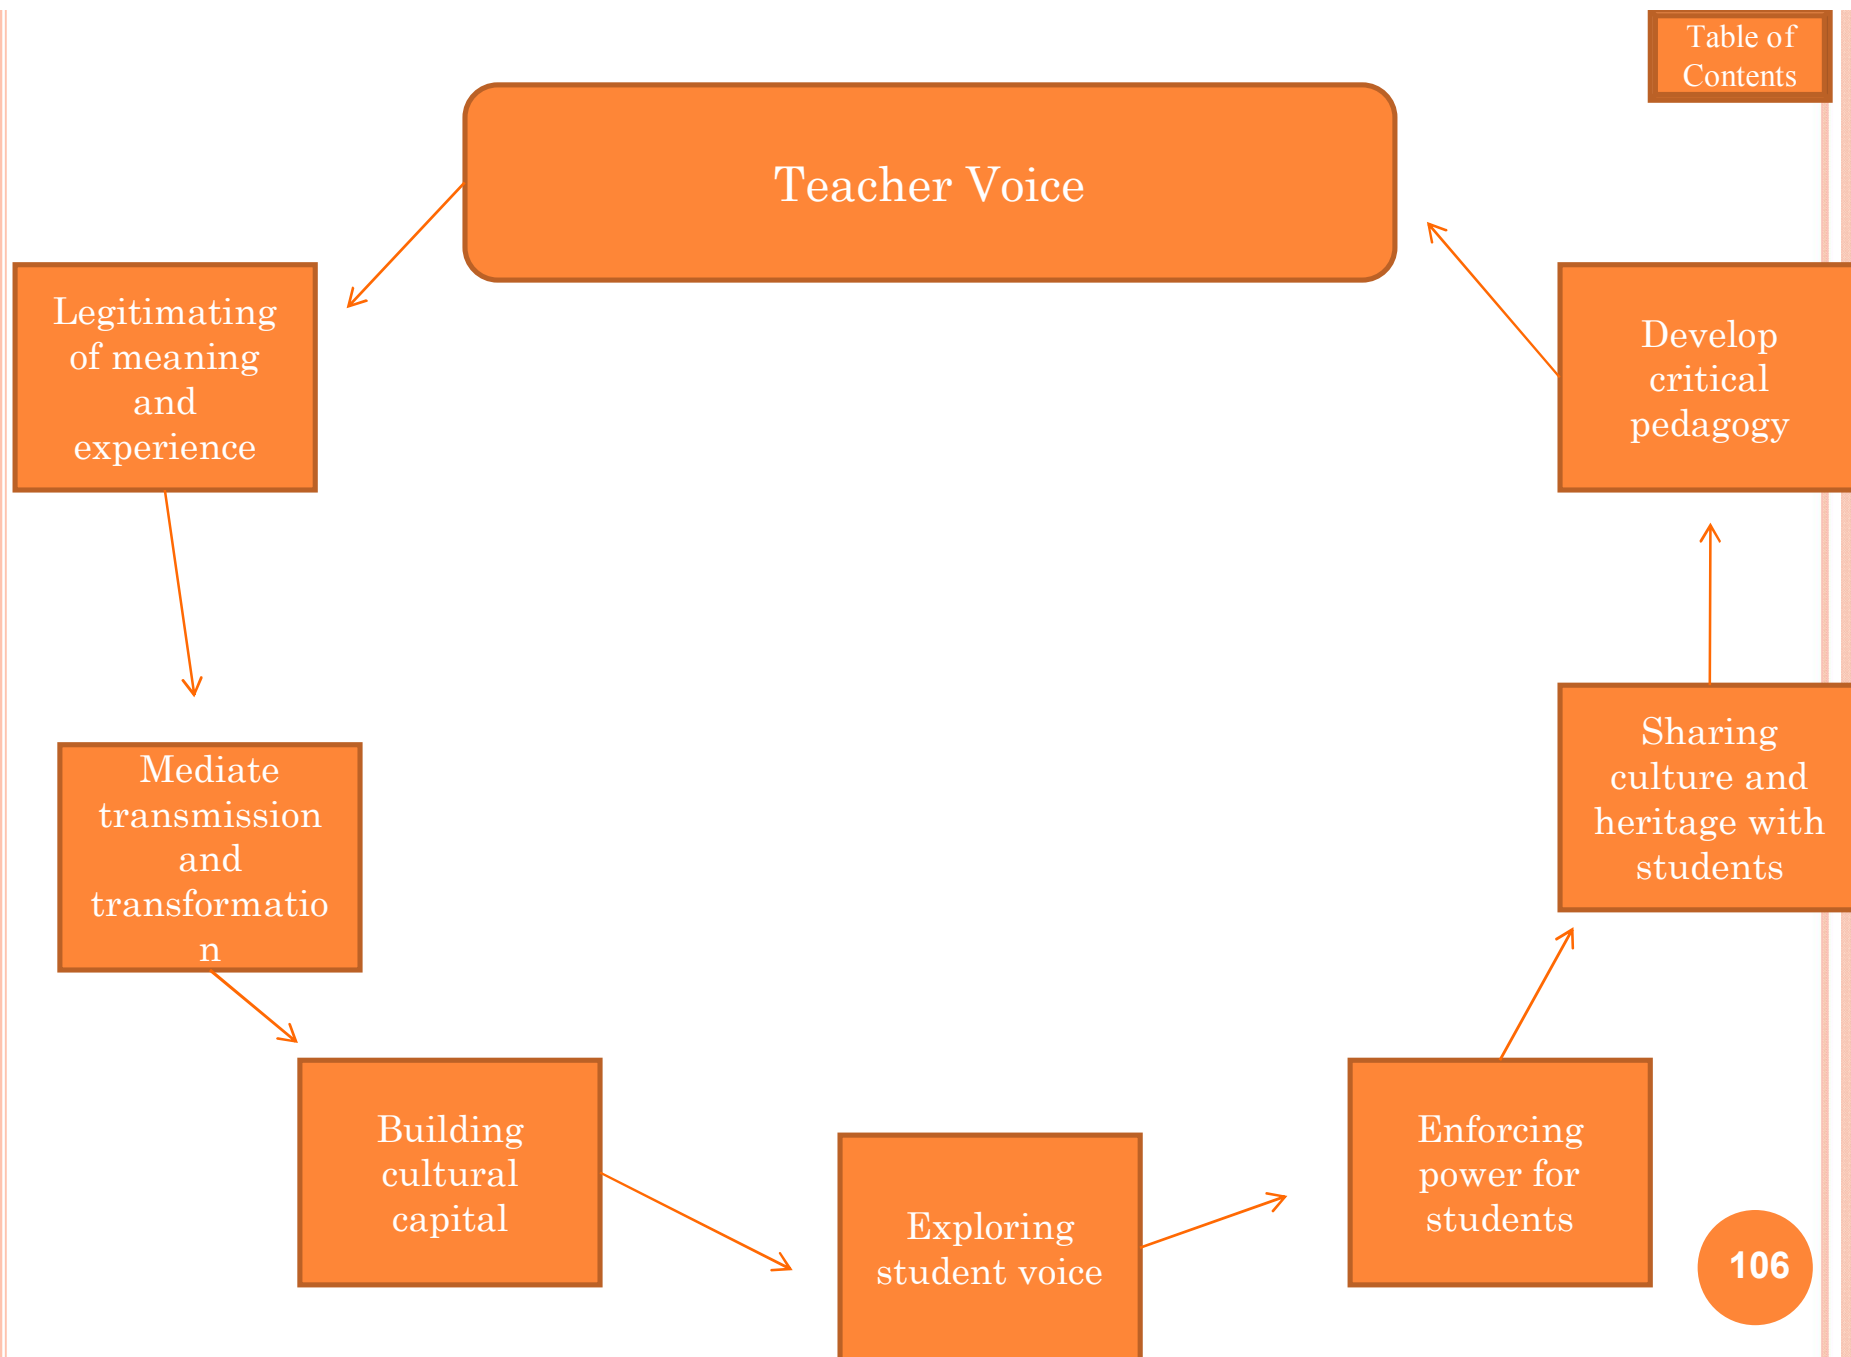 Table of
Contents
Teacher Voice
Legitimating
of meaning
and
experience
Mediate
transmission
and
transformatio
n
Building
cultural
capital
Exploring
student voice
Enforcing
power for
students
Sharing
culture and
heritage with
students
Develop
critical
pedagogy
106